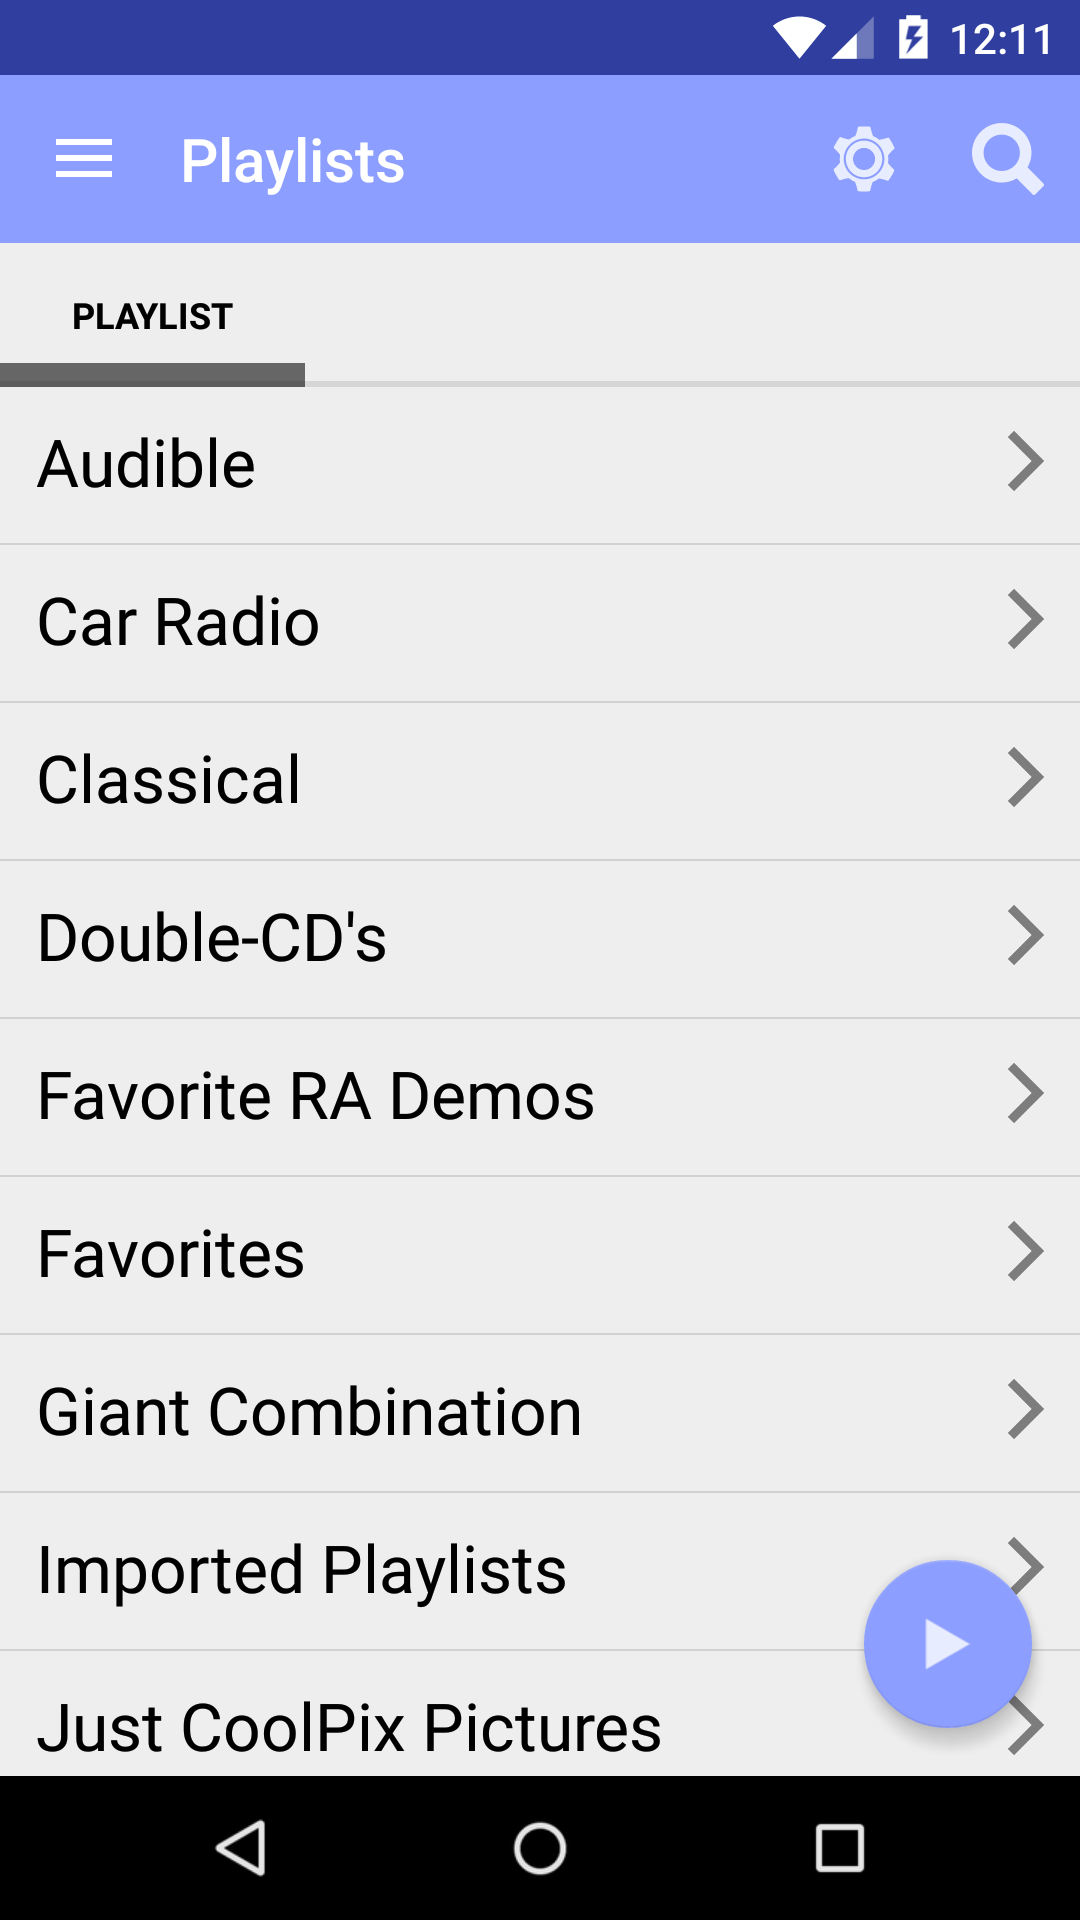 12:11
Playlists
PLAYLIST
Audible
Car Radio
Classical
Double-CD's
Favorite RA Demos
Favorites
Giant Combination
Imported Playlists
Just CoolPix Pictures